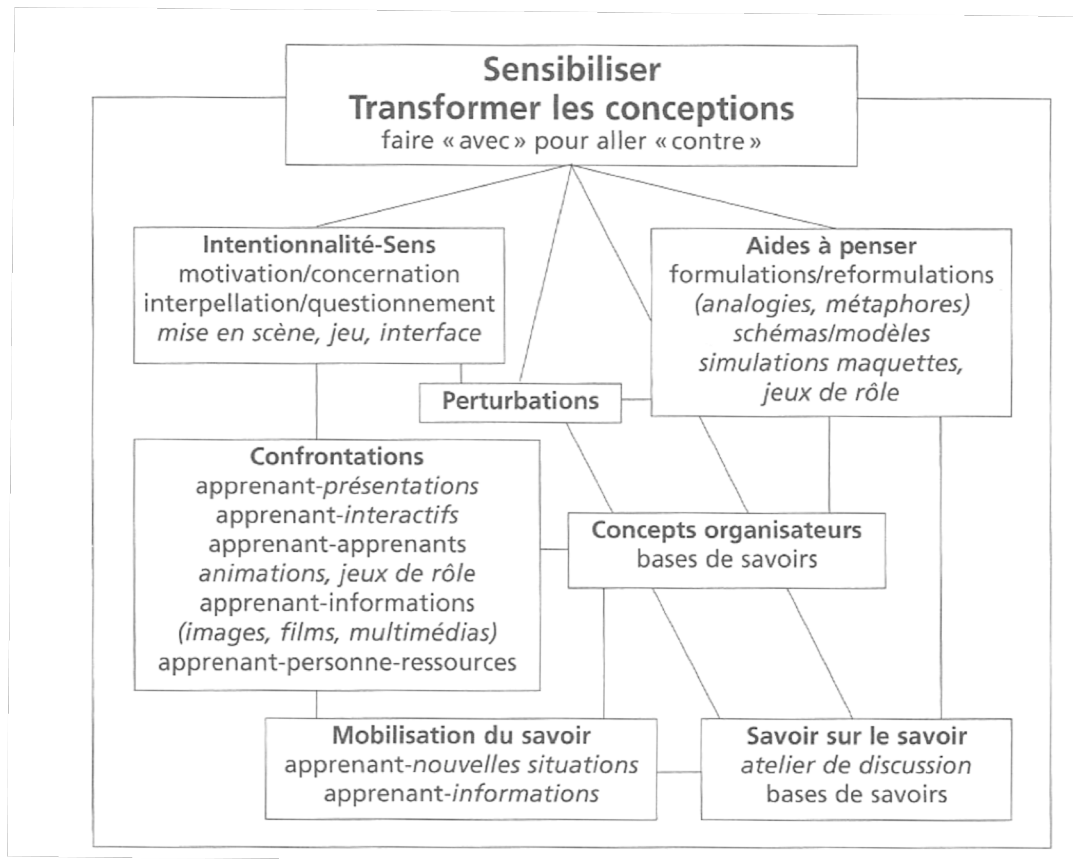 Sensibiliser
Transformer les conceptions
faire « avec » pour aller « contre »
Intentionnalité-Sens
motivation/concernation
interpellation/questionnement
mise en scène, jeu, interface
Aides à penser
formulations/reformulations
(analogies, métaphores)
schémas/modèles
simulations maquettes,
jeux de rôle
Perturbations
Confrontations
apprenant-présentations
apprenant-interactifs
apprenant-apprenants
animations, jeux de rôle
apprenant-informations
(images, films, multimédias)
apprenant-personne-ressources
Concepts organisateurs
bases de savoirs
Mobilisation du savoir
apprenant-nouvelles situations
apprenant-informations
Savoir sur le savoir
atelier de discussion
bases de savoirs